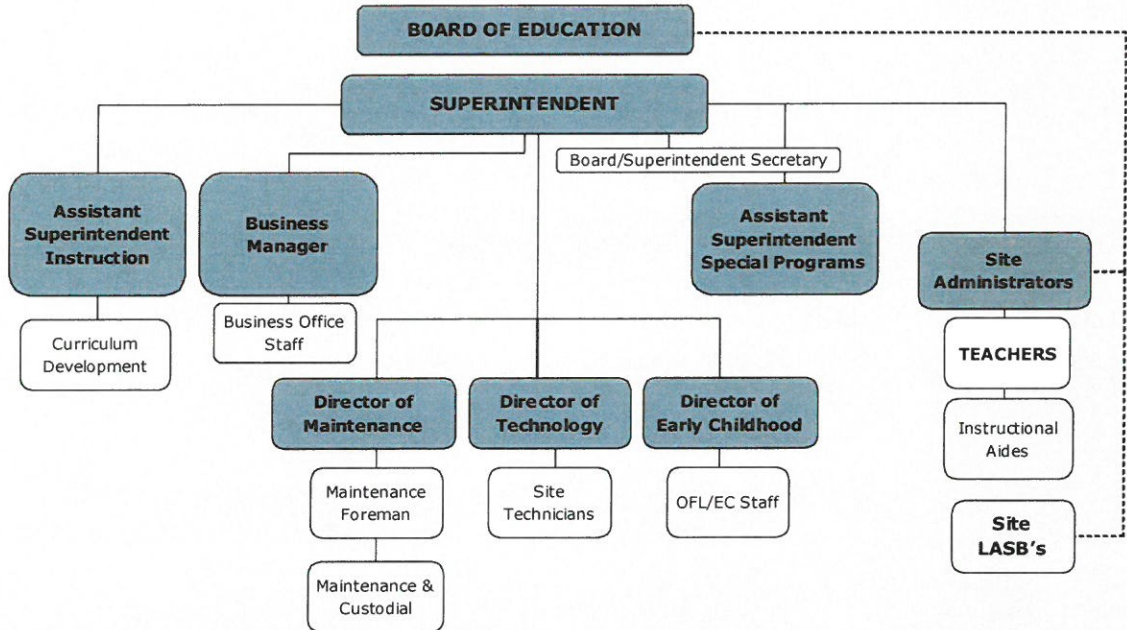 B0ARD OF EDUCATION
SUPERINTENDENT
Board/Superintendent Secretary
Assistant
Superintendent
Instruction
Curriculum
Development
Business
Manager
Business Office
Staff
Assistant
Superintendent
Special Programs
Site
Administrators
TEACHERS
Instructional
Aides
Site
LASB's
Director of
Maintenance
Maintenance
Foreman
Maintenance &
Custodial
Director of
Technology
Site
Technicians
Director of
Early Childhood
OFL/EC Staff